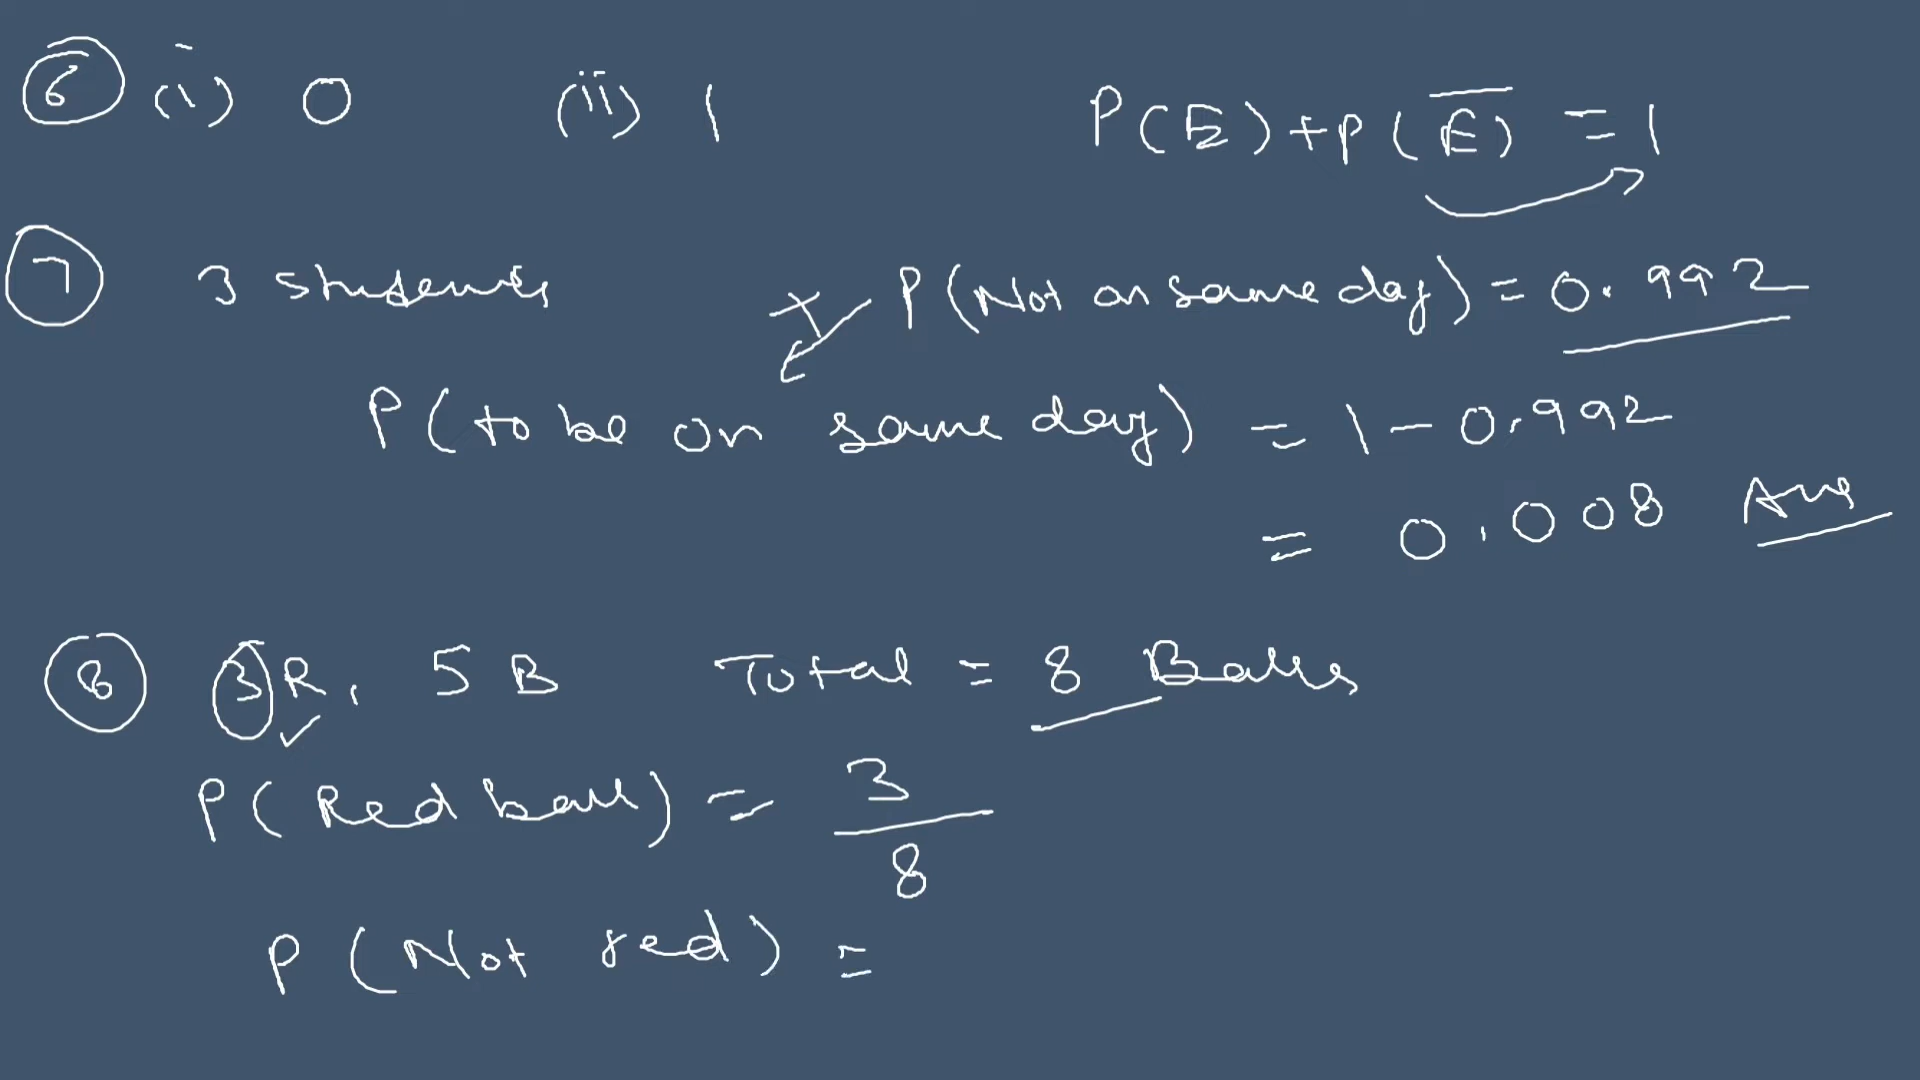 6 (i) 0 (ii) 1 P(E)+P(E̅) = 1
7 3 students P(Not on same day) = 0.992
P(to be on same day) = 1 - 0.992
= 0.008 Ans
8 3R, 5B Total = 8 Balls
P(Red ball) = 3/8
P(Not red) =